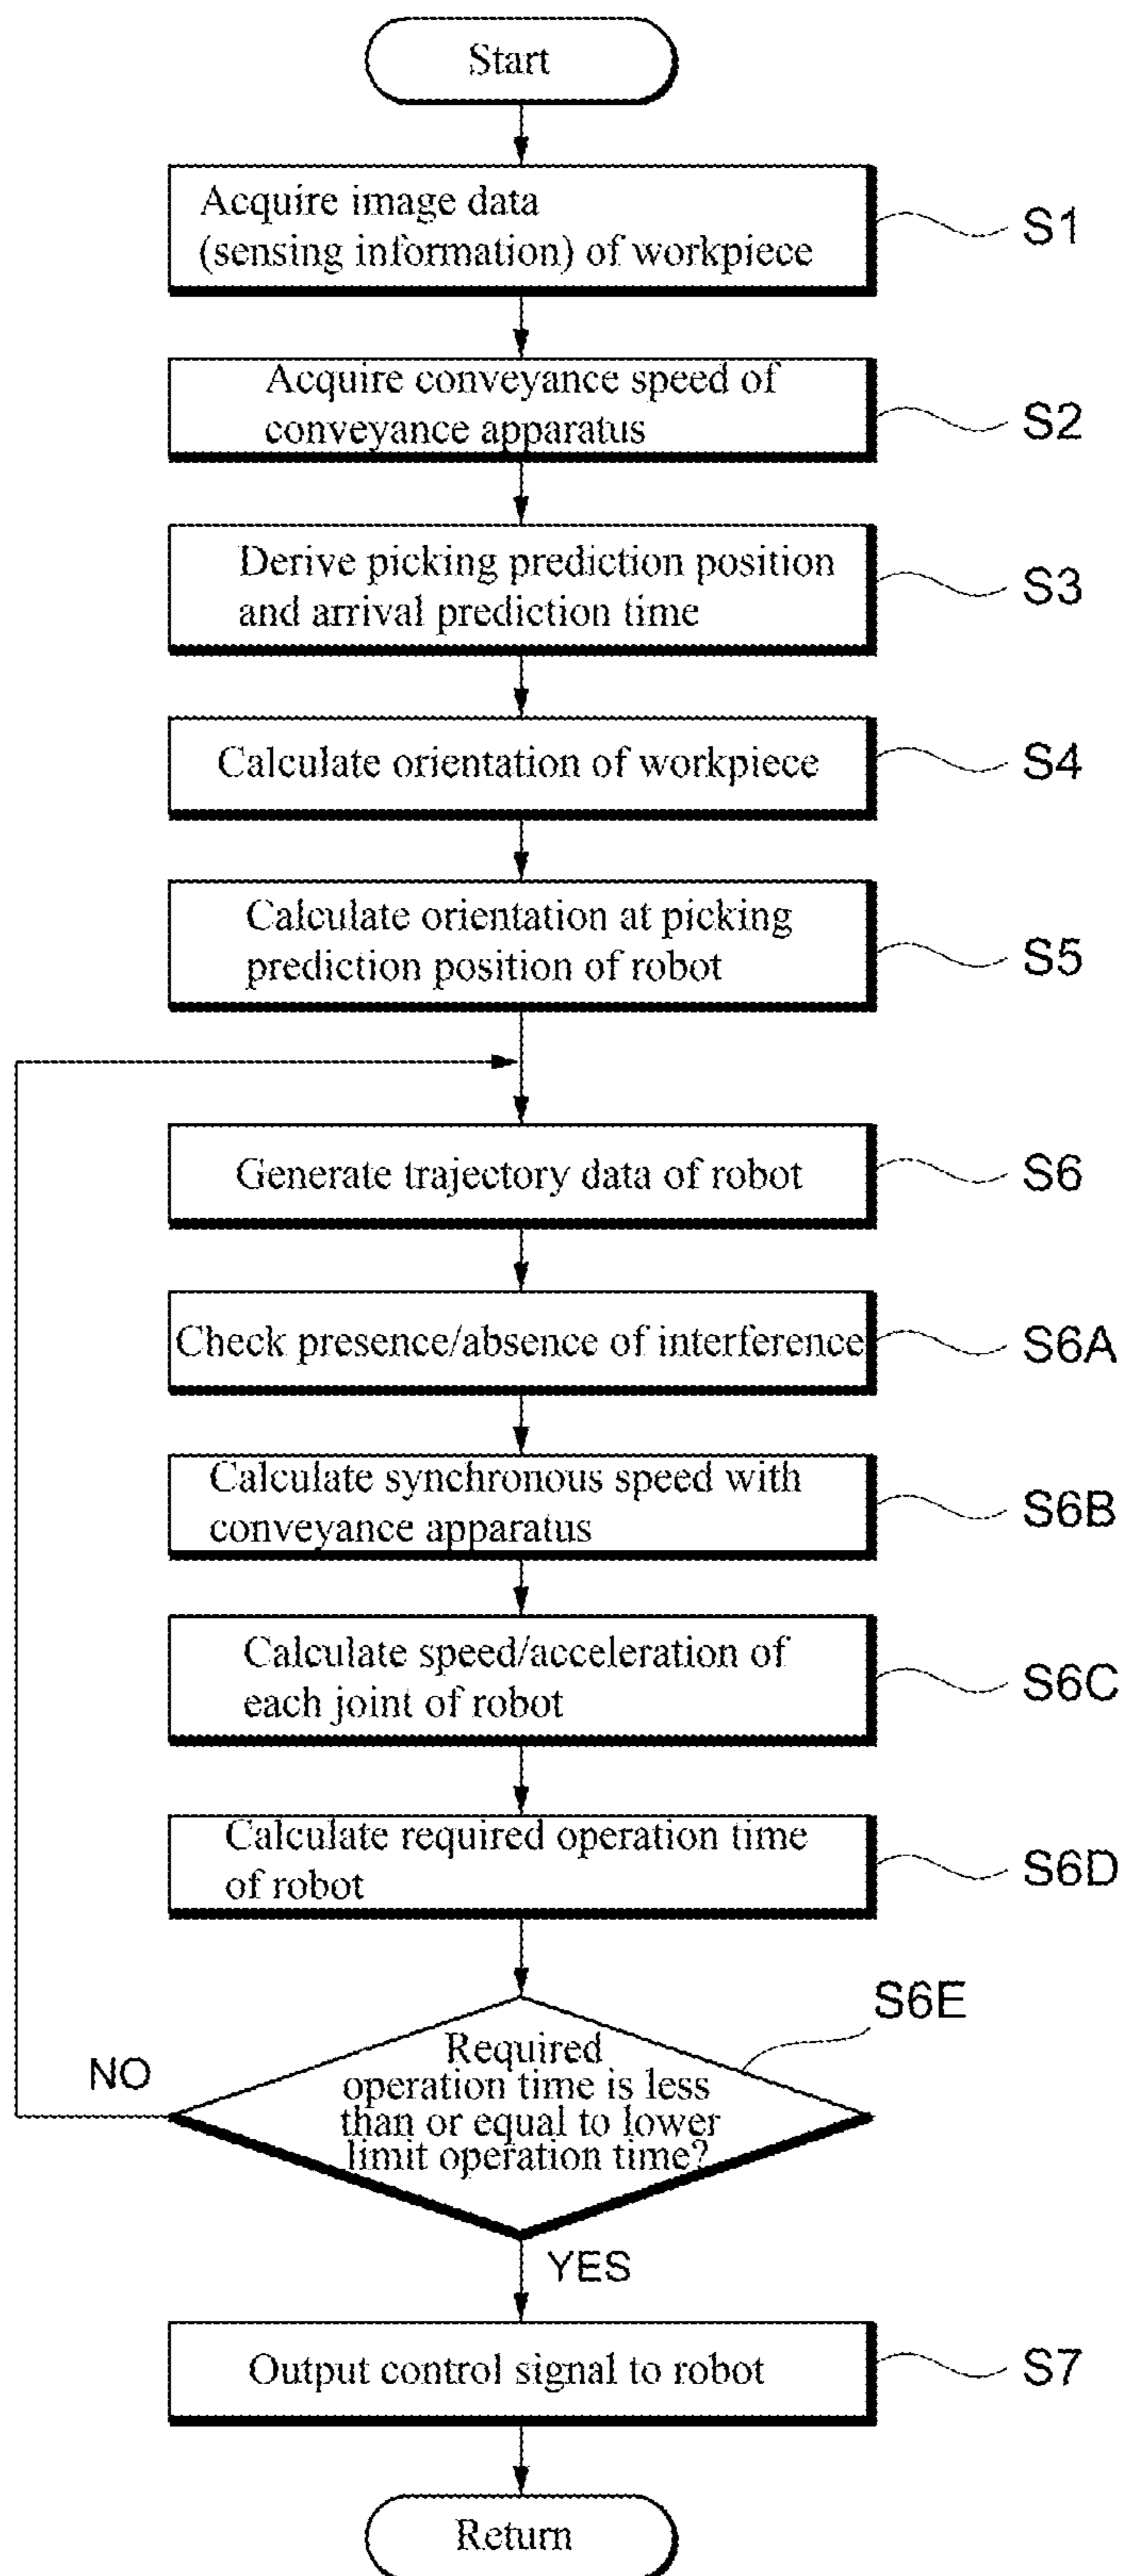 Start
Acquire image data
(sensing information) of workpiece
S1
Acquire conveyance speed of
conveyance apparatus
S2
Derive picking prediction position
and arrival prediction time
S3
Calculate orientation of workpiece
S4
Calculate orientation at picking
prediction position of robot
S5
Generate trajectory data of robot
S6
Check presence/absence of interference
S6A
Calculate synchronous speed with
conveyance apparatus
S6B
Calculate speed/acceleration of
each joint of robot
S6C
Calculate required operation time
of robot
S6D
S6E
Required
operation time is less
than or equal to lower
limit operation time?
NO
YES
Output control signal to robot
S7
Return